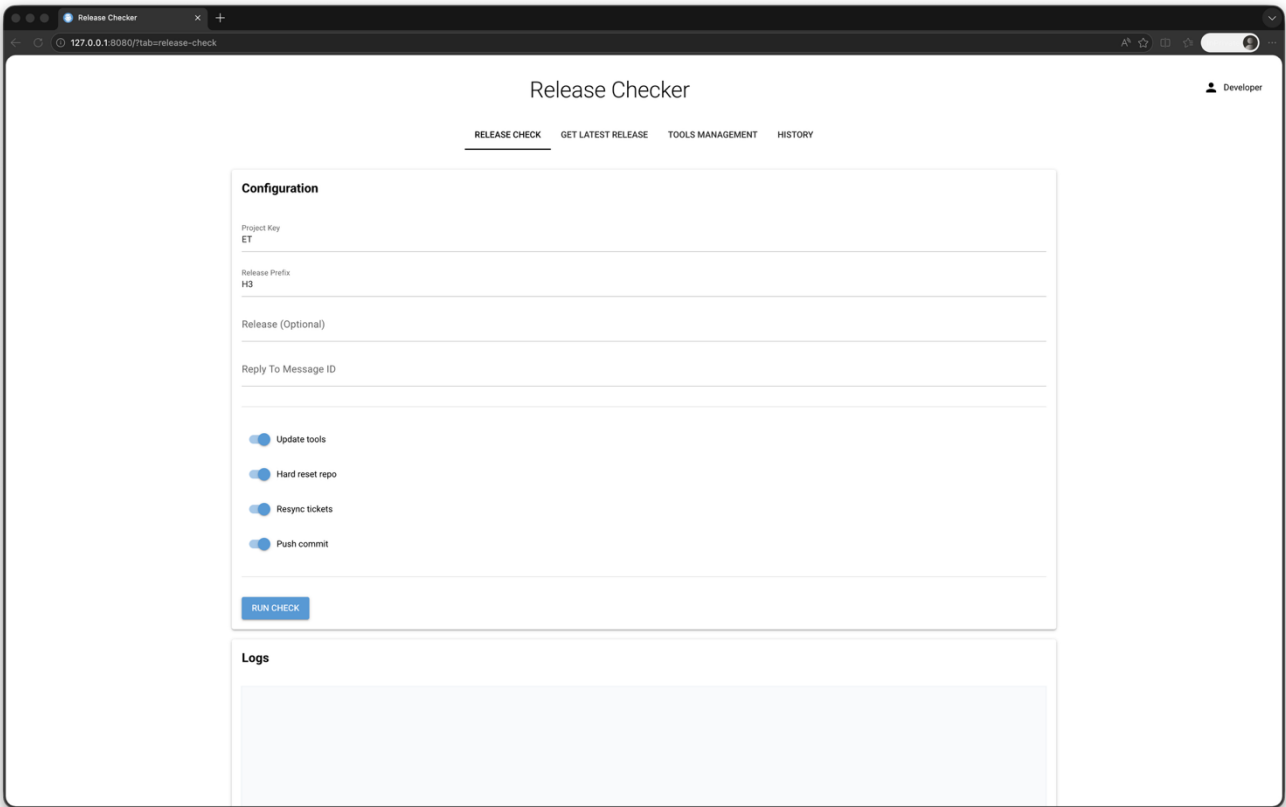 Release Checker
127.0.0.1:8080/?tab=release-check
Release Checker
Developer
RELEASE CHECK GET LATEST RELEASE TOOLS MANAGEMENT HISTORY
Configuration
Project Key
ET
Release Prefix
H3
Release (Optional)
Reply To Message ID
Update tools
Hard reset repo
Resync tickets
Push commit
RUN CHECK
Logs